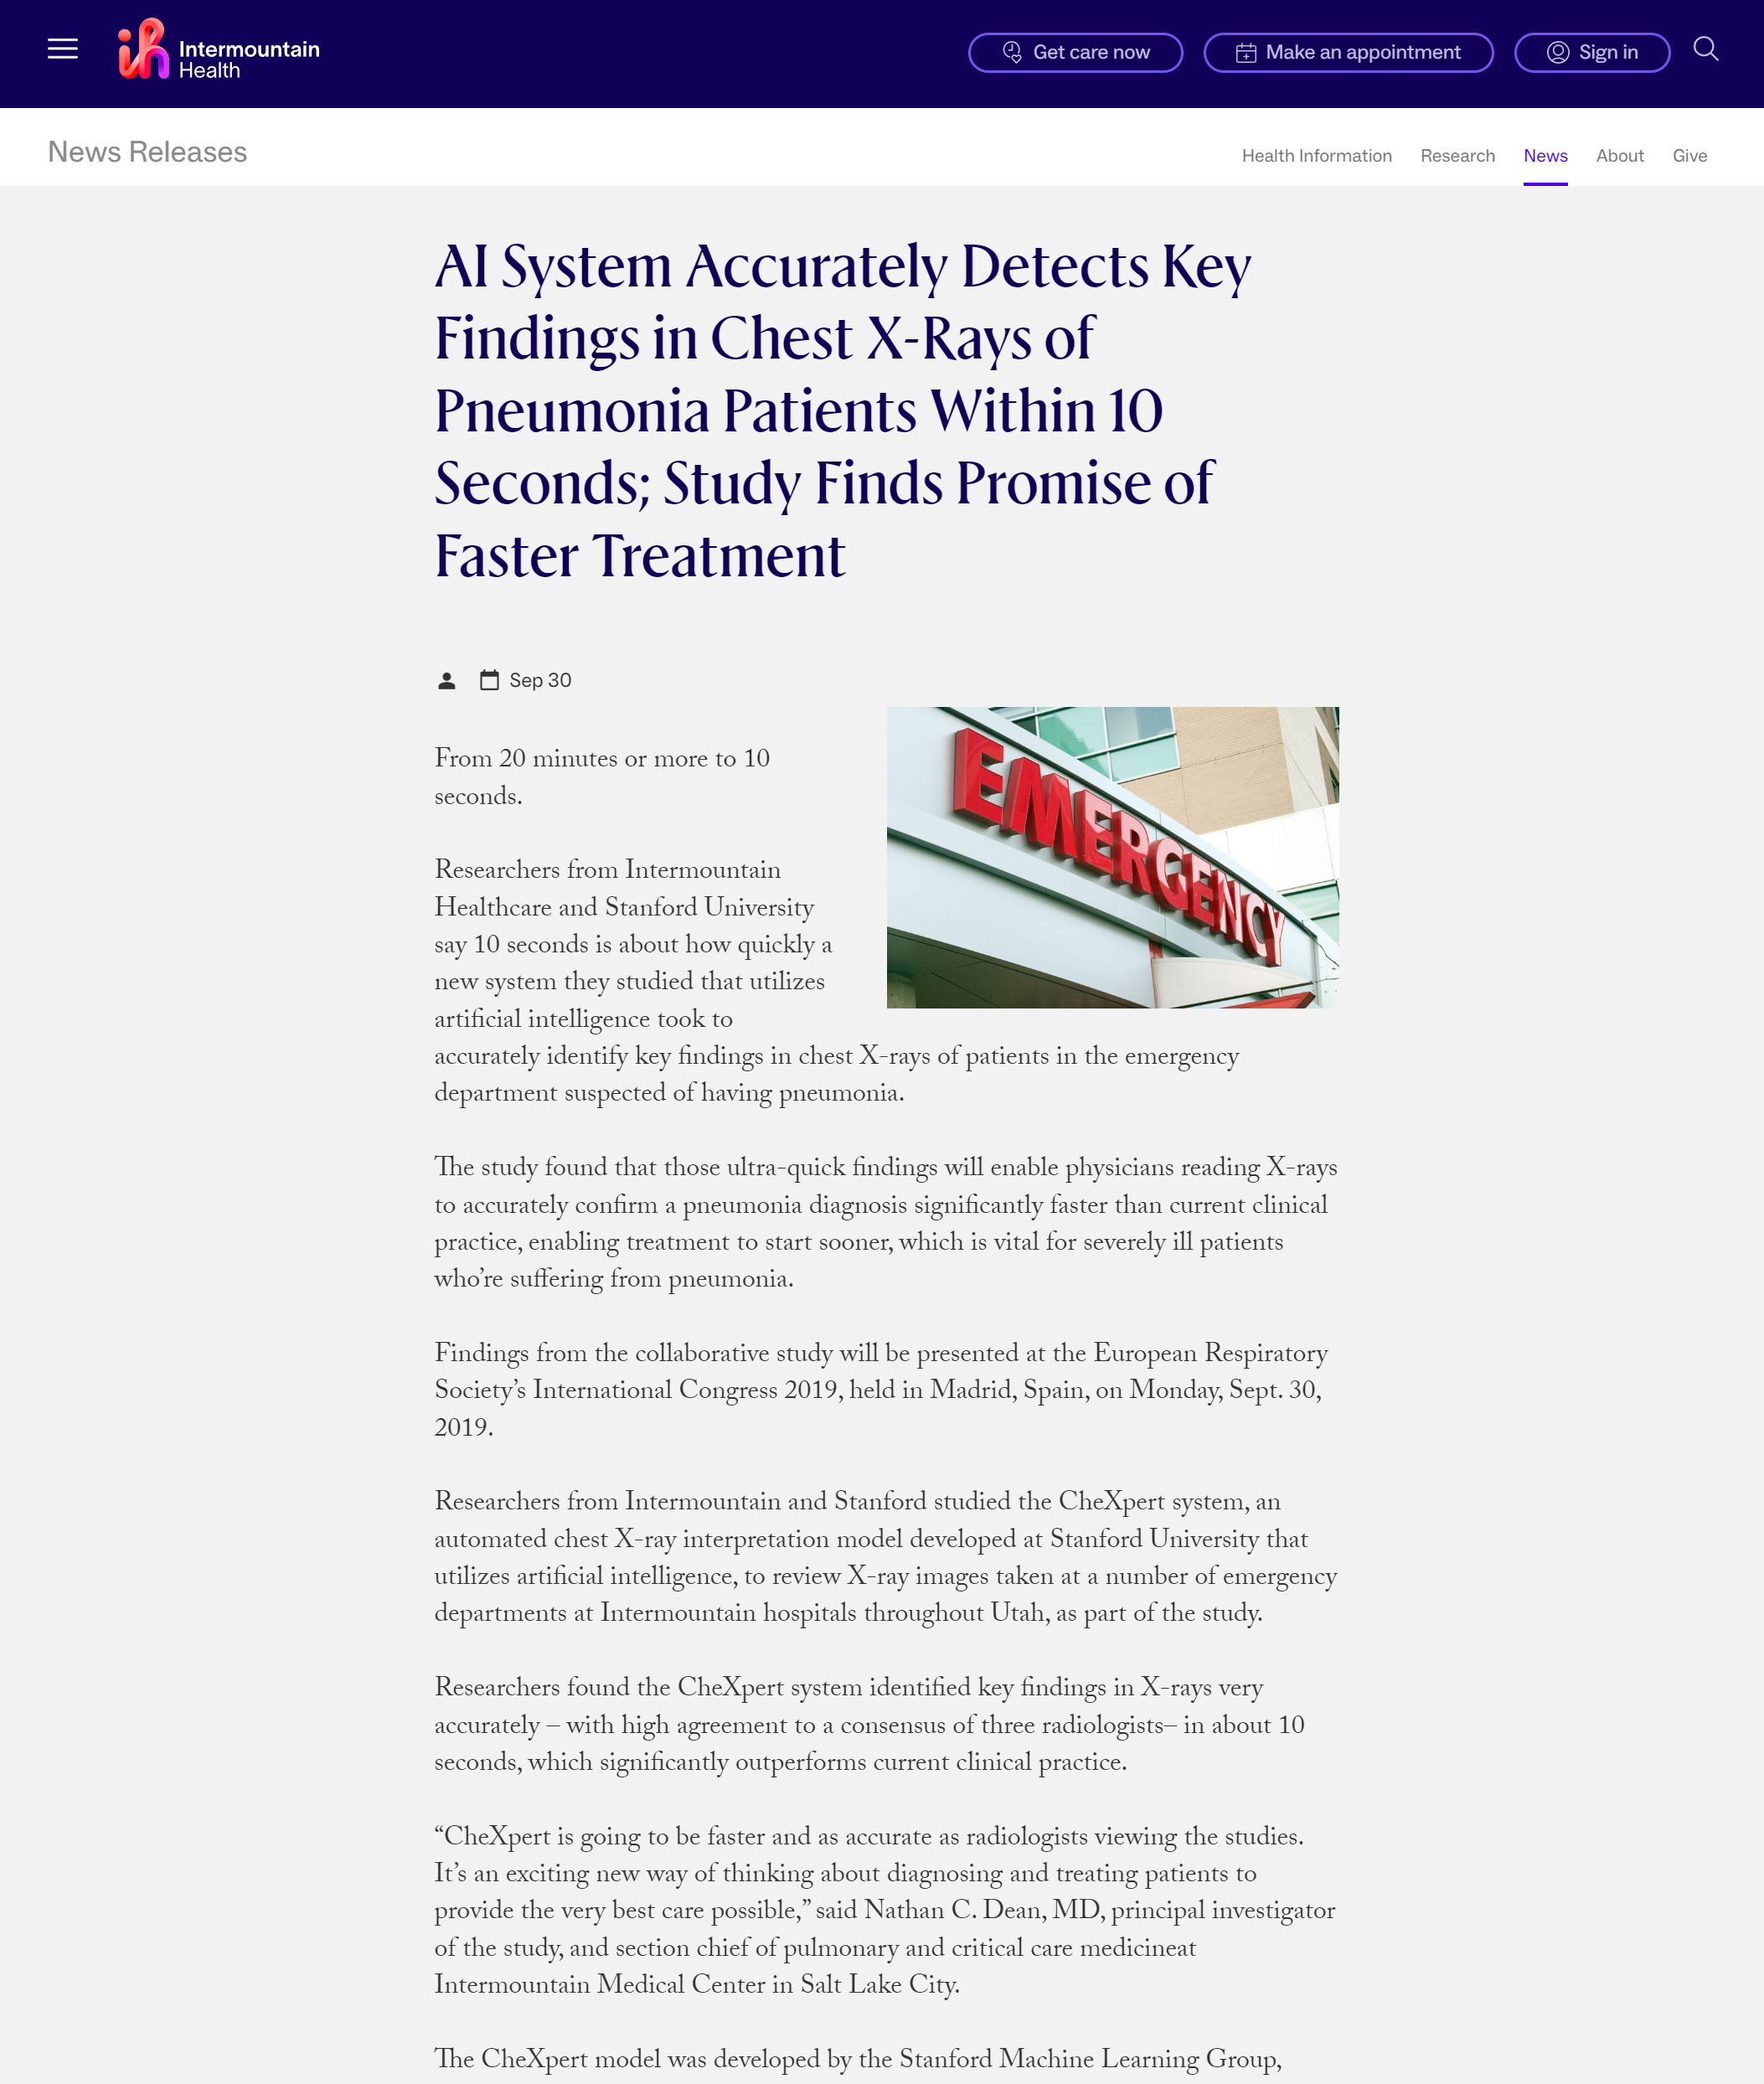 Intermountain
Health
Get care now
Make an appointment
Sign in
News Releases
Health Information
Research
News
About
Give
AI System Accurately Detects Key
Findings in Chest X-Rays of
Pneumonia Patients Within 10
Seconds; Study Finds Promise of
Faster Treatment
Sep 30
EMERGENCY
From 20 minutes or more to 10
seconds.
Researchers from Intermountain
Healthcare and Stanford University
say 10 seconds is about how quickly a
new system they studied that utilizes
artificial intelligence took to
accurately identify key findings in chest X-rays of patients in the emergency
department suspected of having pneumonia.
The study found that those ultra-quick findings will enable physicians reading X-rays
to accurately confirm a pneumonia diagnosis significantly faster than current clinical
practice, enabling treatment to start sooner, which is vital for severely ill patients
who’re suffering from pneumonia.
Findings from the collaborative study will be presented at the European Respiratory
Society’s International Congress 2019, held in Madrid, Spain, on Monday, Sept. 30,
2019.
Researchers from Intermountain and Stanford studied the CheXpert system, an
automated chest X-ray interpretation model developed at Stanford University that
utilizes artificial intelligence, to review X-ray images taken at a number of emergency
departments at Intermountain hospitals throughout Utah, as part of the study.
Researchers found the CheXpert system identified key findings in X-rays very
accurately – with high agreement to a consensus of three radiologists– in about 10
seconds, which significantly outperforms current clinical practice.
“CheXpert is going to be faster and as accurate as radiologists viewing the studies.
It’s an exciting new way of thinking about diagnosing and treating patients to
provide the very best care possible,” said Nathan C. Dean, MD, principal investigator
of the study, and section chief of pulmonary and critical care medicineat
Intermountain Medical Center in Salt Lake City.
The CheXpert model was developed by the Stanford Machine Learning Group,